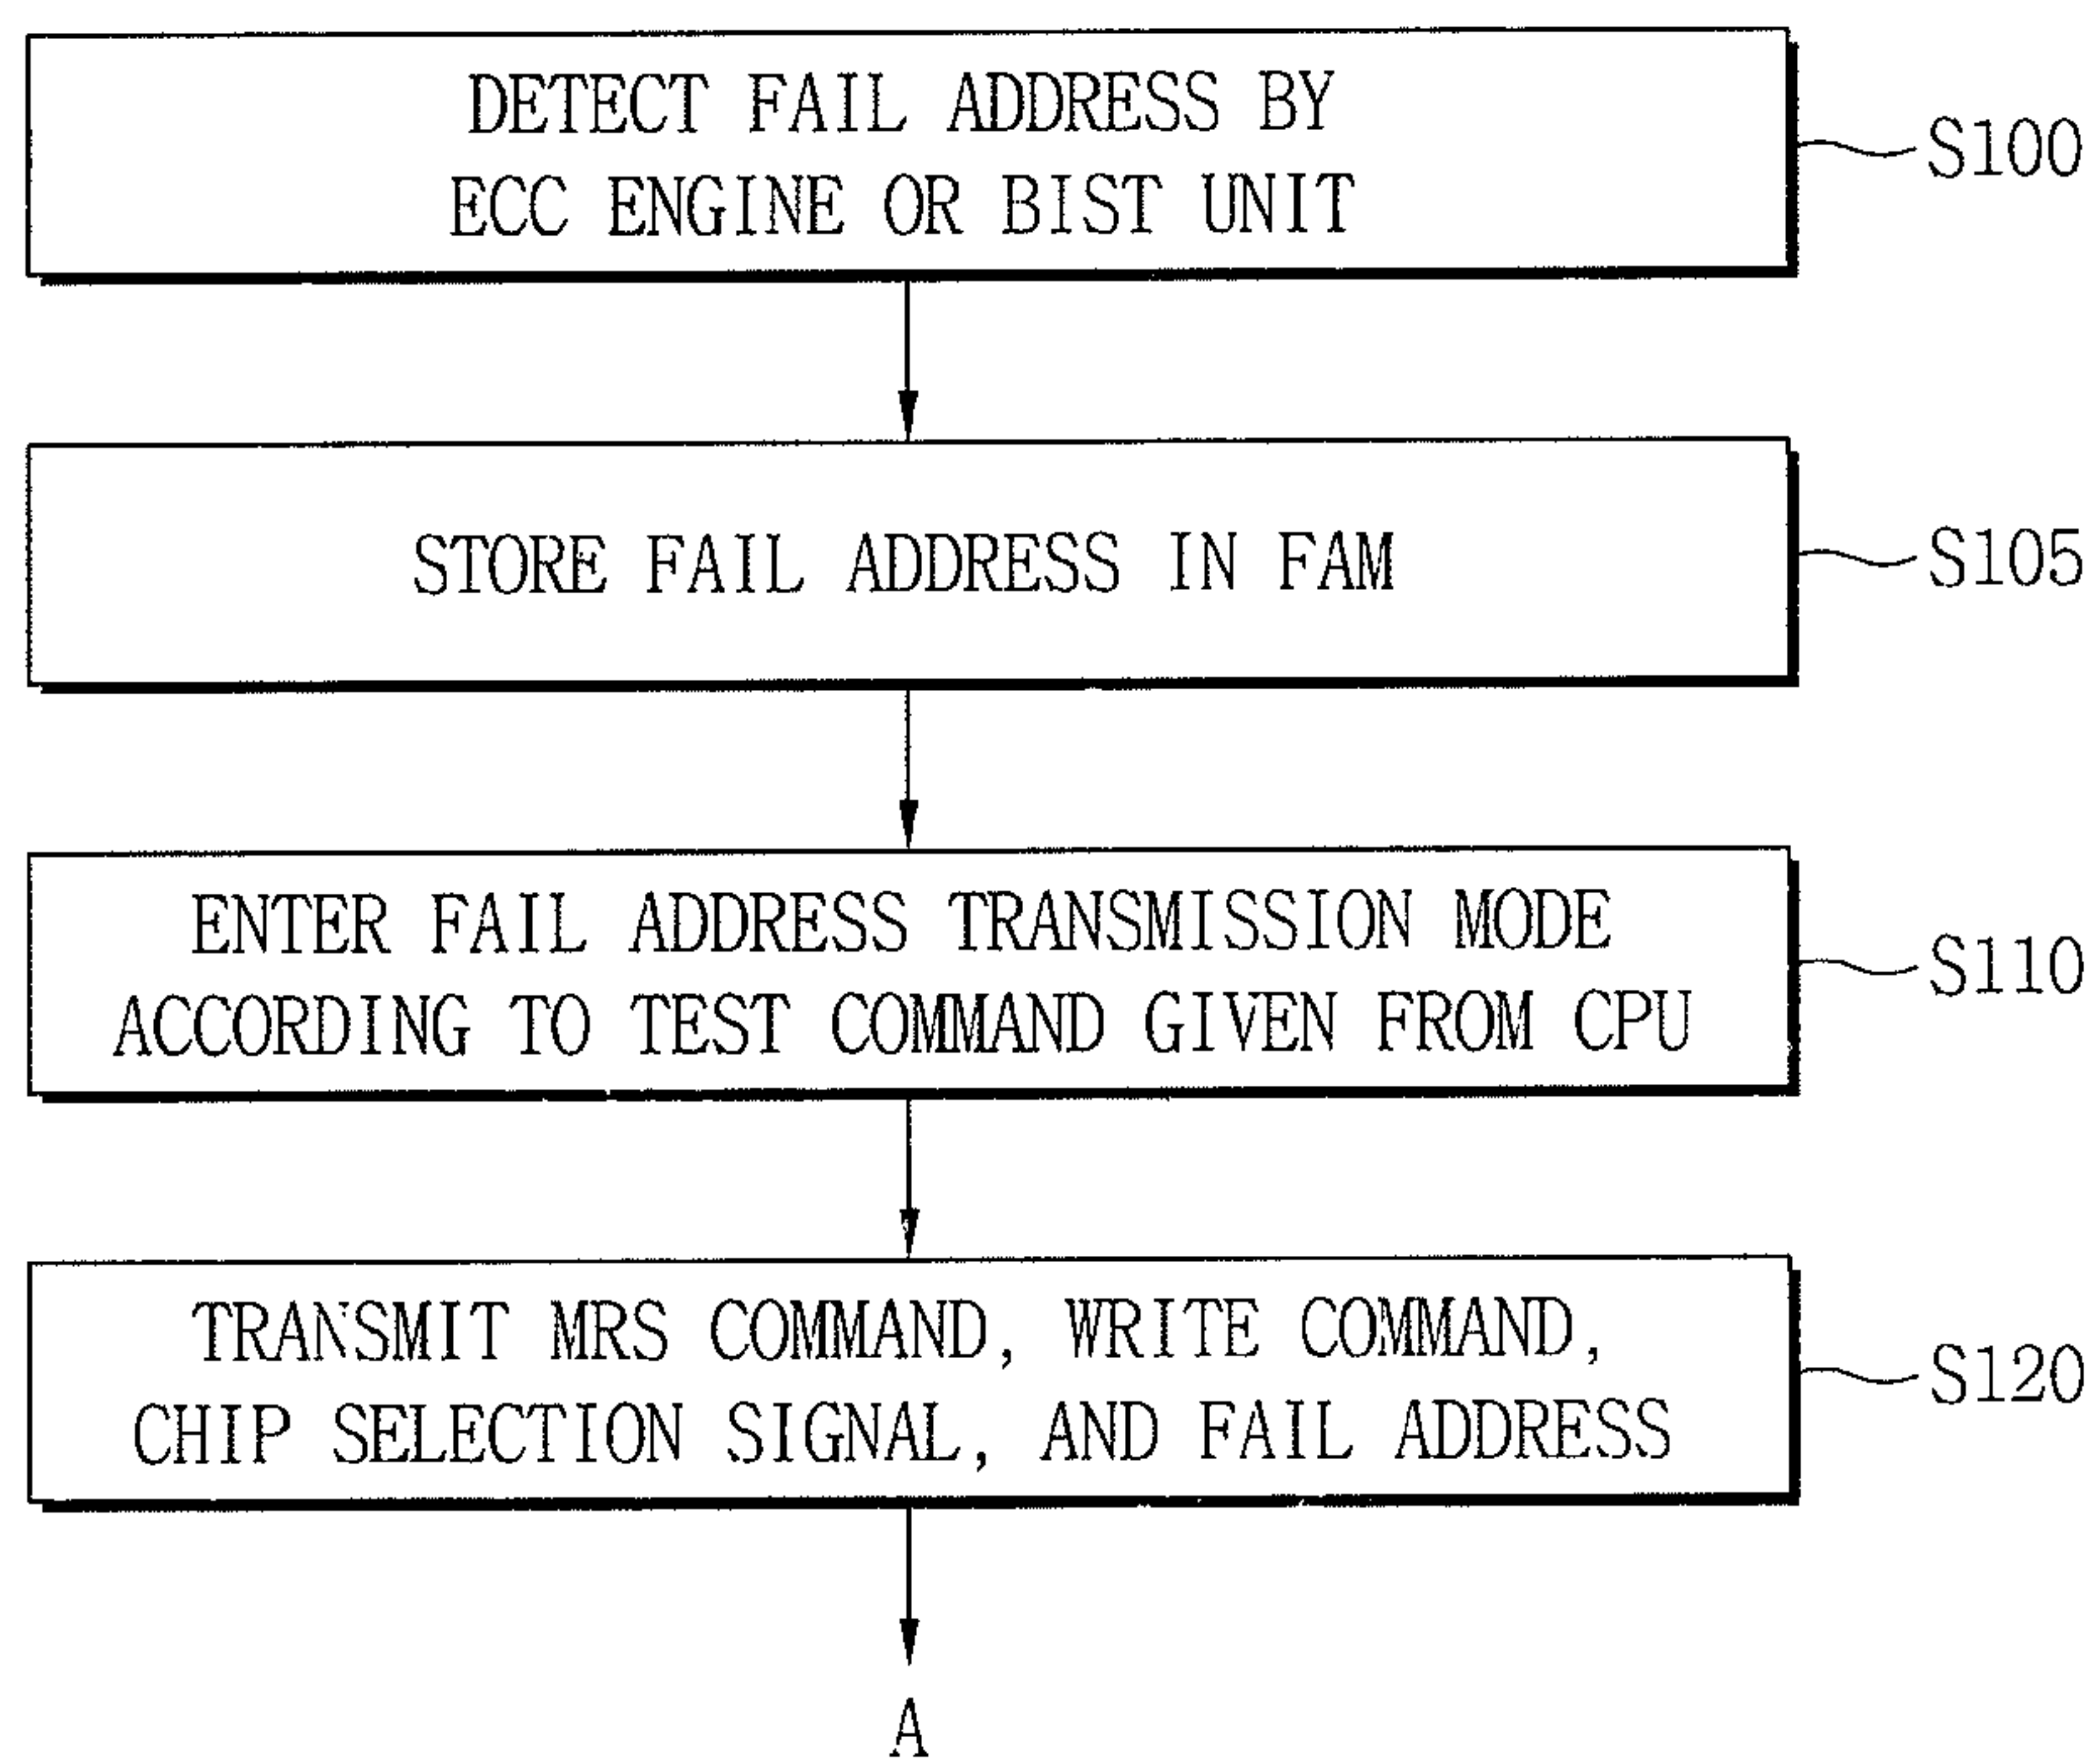 DETECT FAIL ADDRESS BY
ECC ENGINE OR BIST UNIT
S100
STORE FAIL ADDRESS IN FAM
S105
ENTER FAIL ADDRESS TRANSMISSION MODE
ACCORDING TO TEST COMMAND GIVEN FROM CPU
S110
TRANSMIT MRS COMMAND, WRITE COMMAND,
CHIP SELECTION SIGNAL, AND FAIL ADDRESS
S120
A